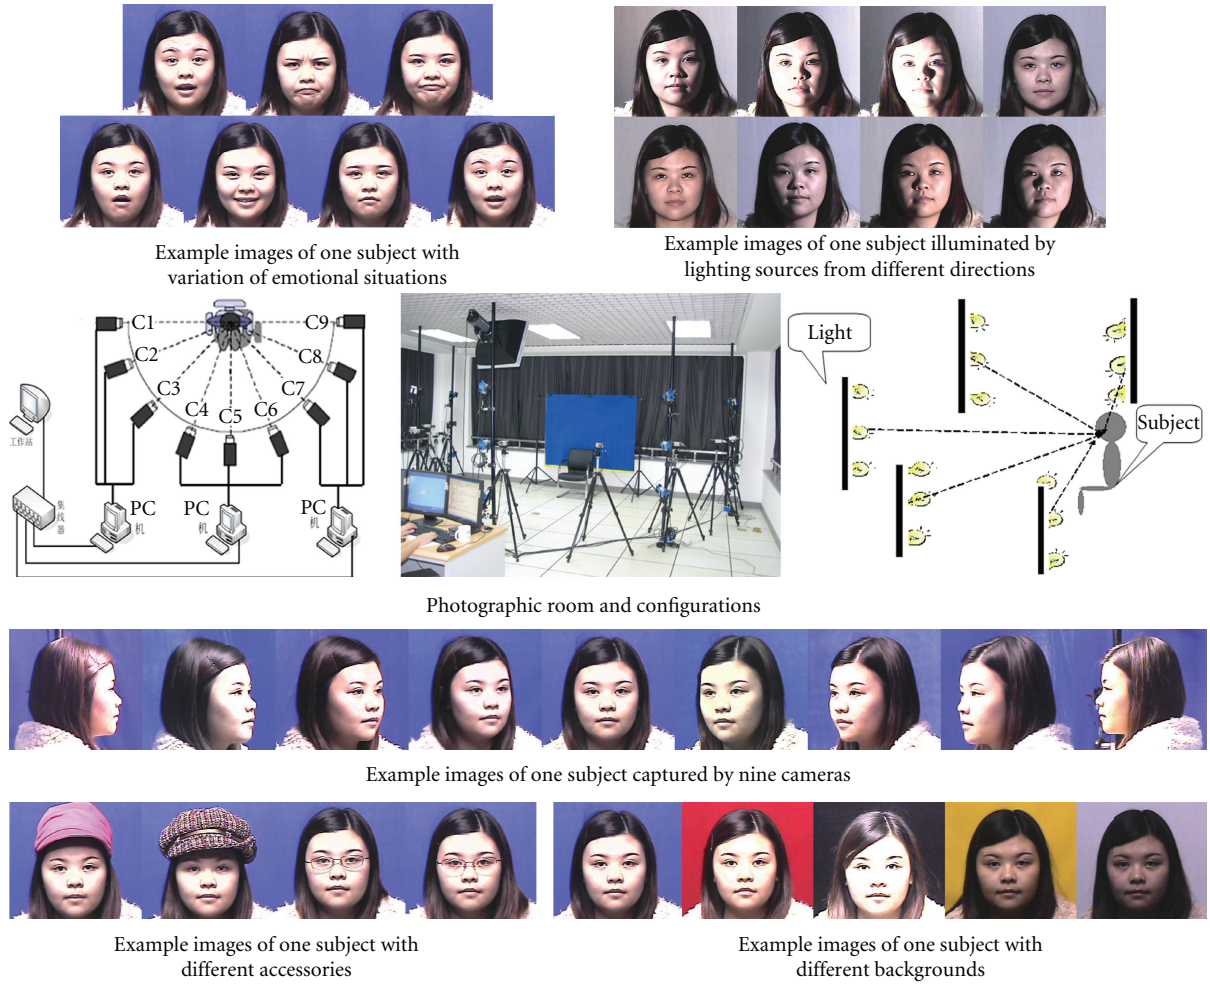 Example images of one subject with
variation of emotional situations
Example images of one subject illuminated by
lighting sources from different directions
C1
C2
C3
C4
C5
C6
C7
C8
C9
工作站
集线器
PC
机
PC
机
PC
机
Light
Subject
Photographic room and configurations
Example images of one subject captured by nine cameras
Example images of one subject with
different accessories
Example images of one subject with
different backgrounds